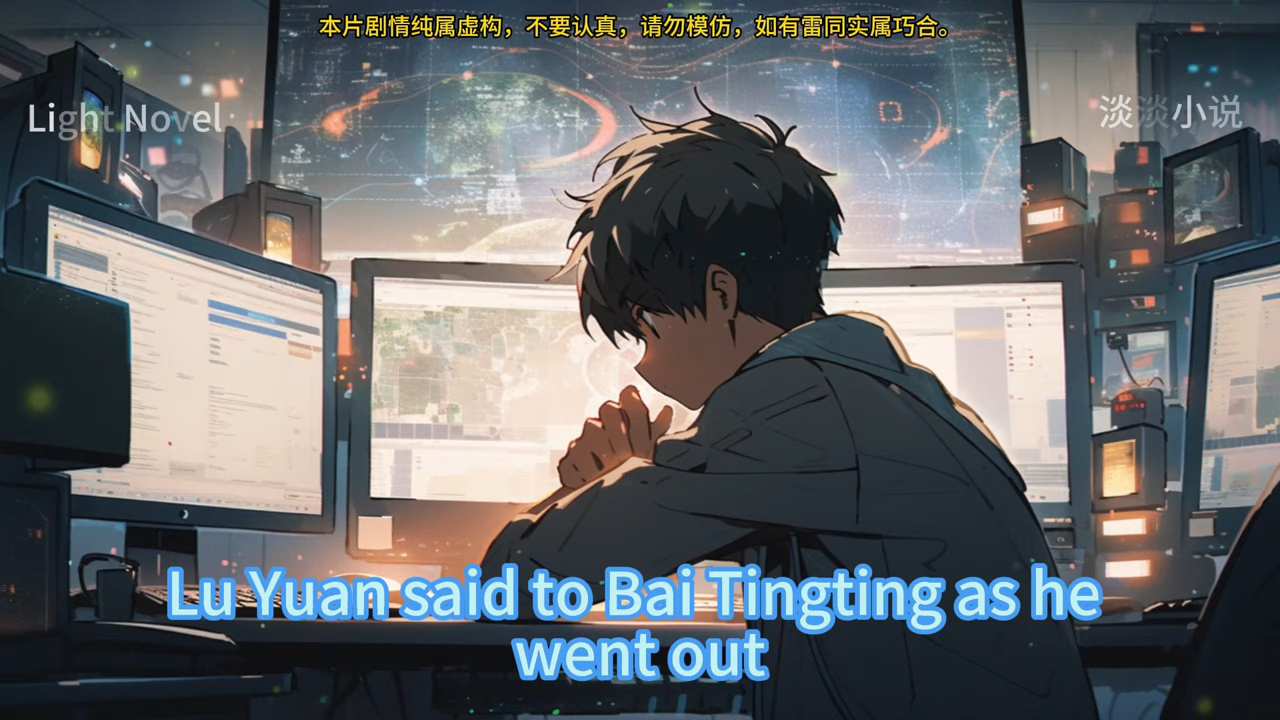 本片剧情纯属虚构，不要认真，请勿模仿，如有雷同实属巧合。
Light Novel
淡淡小说
Lu Yuan said to Bai Tingting as he
went out